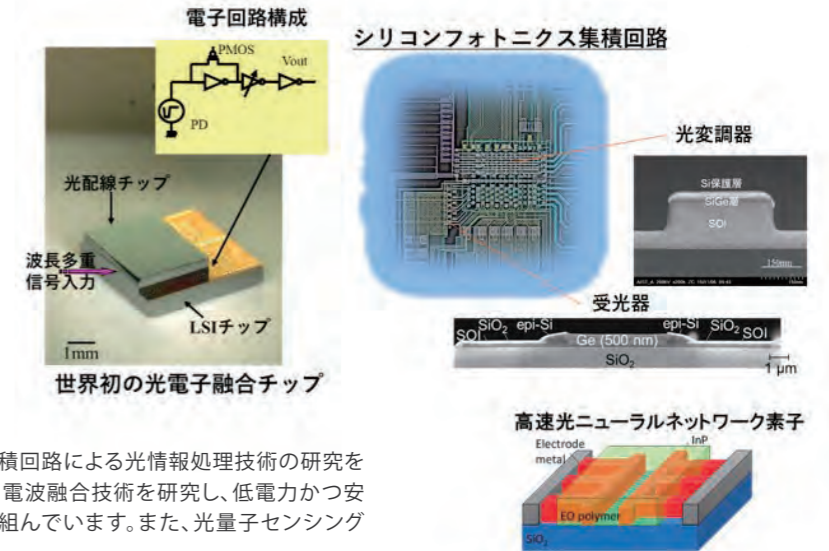 電子回路構成
PMOS
Vout
PD
光配線チップ
波長多重
信号入力
LSIチップ
1mm
世界初の光電子融合チップ
シリコンフォトニクス集積回路
光変調器
Si保護層
SiGe層
SOI
150nm
受光器
SOI
SiO2
epi-Si
Ge (500 nm)
epi-Si
SiO2
SOI
SiO2
1 μm
高速光ニューラルネットワーク素子
Electrode
metal
InP
EO polymer
SiO2
積回路による光情報処理技術の研究を
電波融合技術を研究し、低電力かつ安
組んでいます。また、光量子センシング